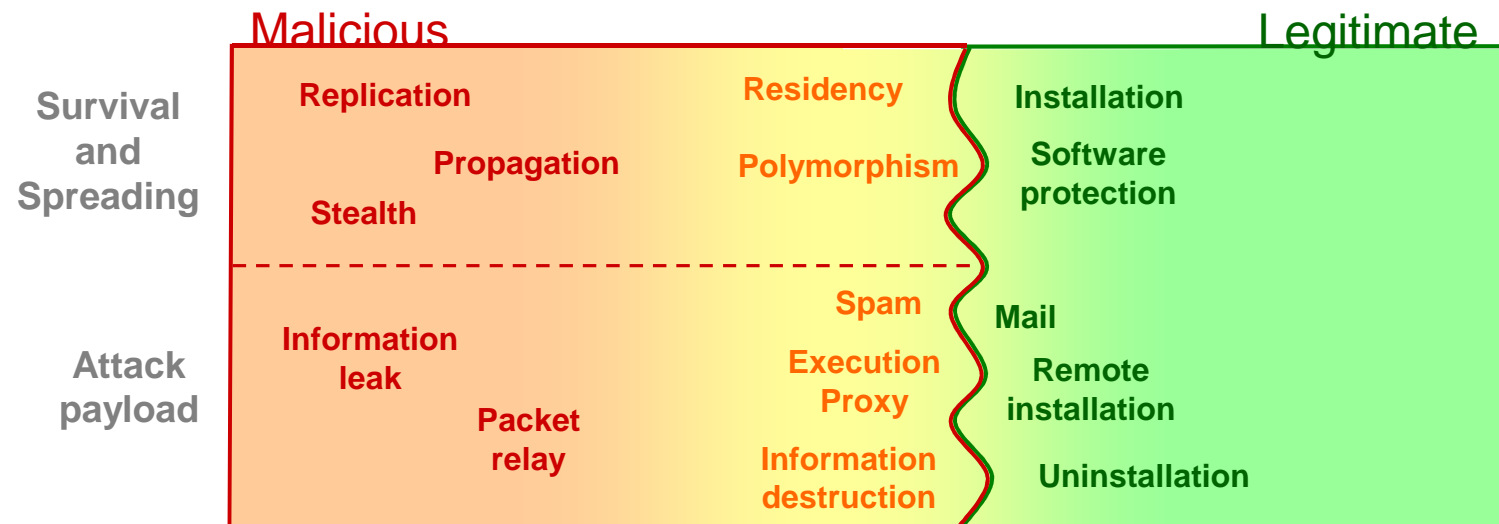 Malicious
Legitimate
Survival
and
Spreading
Replication
Propagation
Stealth
Residency
Polymorphism
Installation
Software
protection
Attack
payload
Information
leak
Packet
relay
Spam
Execution
Proxy
Information
destruction
Mail
Remote
installation
Uninstallation